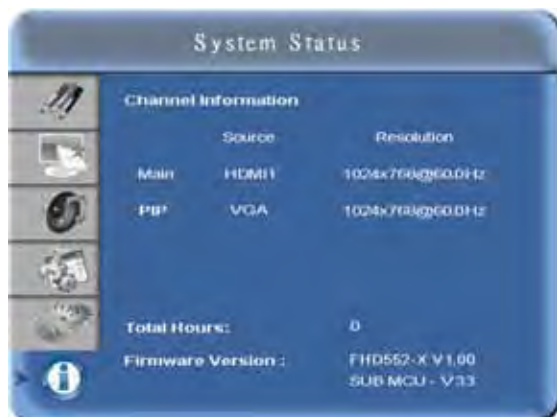 System Status
Channel Information
Source Resolution
Main HDMI1 1024x768@60.0Hz
PIP VGA 1024x768@60.0Hz
Total Hours: 0
Firmware Version : FHD552-X V1.00
SUB MCU - V33